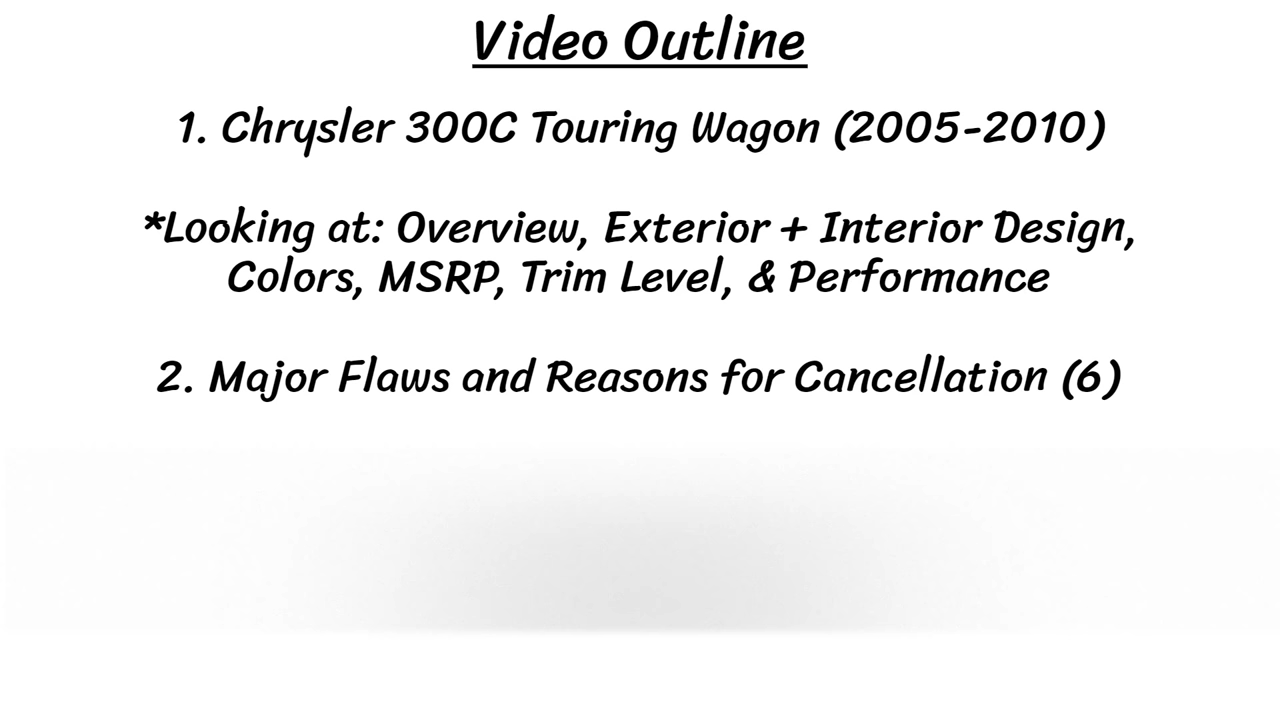 Video Outline
1. Chrysler 300C Touring Wagon (2005-2010)
*Looking at: Overview, Exterior + Interior Design,
Colors, MSRP, Trim Level, & Performance
2. Major Flaws and Reasons for Cancellation (6)